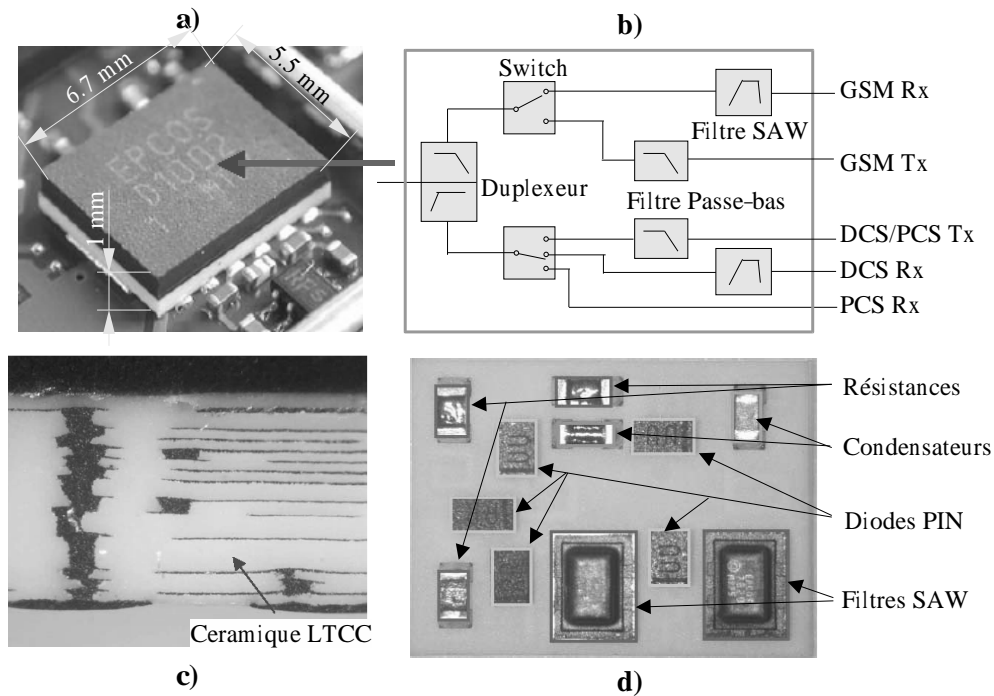 a)
6.7 mm
5.5 mm
1 mm
EPCOS
D1002
b)
Switch
GSM Rx
Filtre SAW
GSM Tx
Duplexeur
Filtre Passe-bas
DCS/PCS Tx
DCS Rx
PCS Rx
Ceramique LTCC
c)
Résistances
Condensateurs
Diodes PIN
Filtres SAW
d)